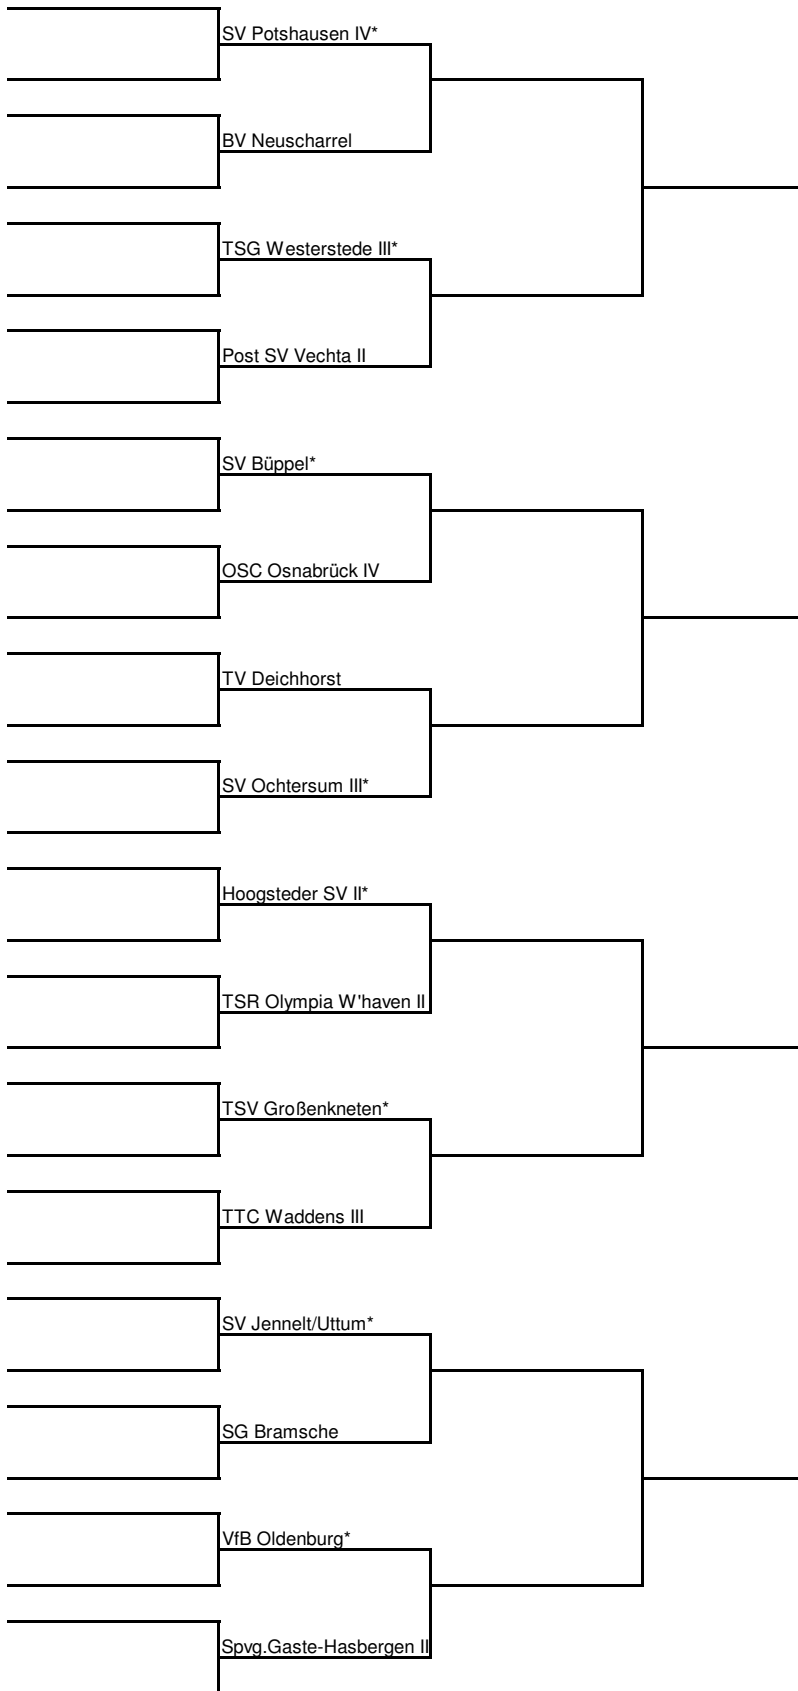 SV Potshausen IV*
BV Neuscharrel
TSG Westerstede III*
Post SV Vechta II
SV Büppel*
OSC Osnabrück IV
TV Deichhorst
SV Ochtersum III*
Hoogsteder SV II*
TSR Olympia W'haven II
TSV Großenkneten*
TTC Waddens III
SV Jennelt/Uttum*
SG Bramsche
VfB Oldenburg*
Spvg.Gaste-Hasbergen II